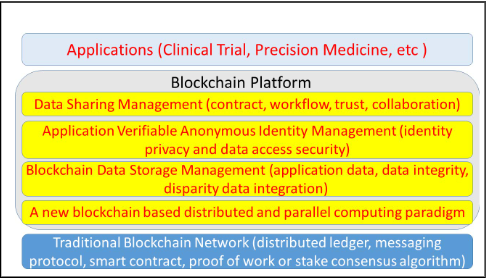 Applications (Clinical Trial, Precision Medicine, etc )
Blockchain Platform
Data Sharing Management (contract, workflow, trust, collaboration)
Application Verifiable Anonymous Identity Management (identity
privacy and data access security)
Blockchain Data Storage Management (application data, data integrity,
disparity data integration)
A new blockchain based distributed and parallel computing paradigm
Traditional Blockchain Network (distributed ledger, messaging
protocol, smart contract, proof of work or stake consensus algorithm)